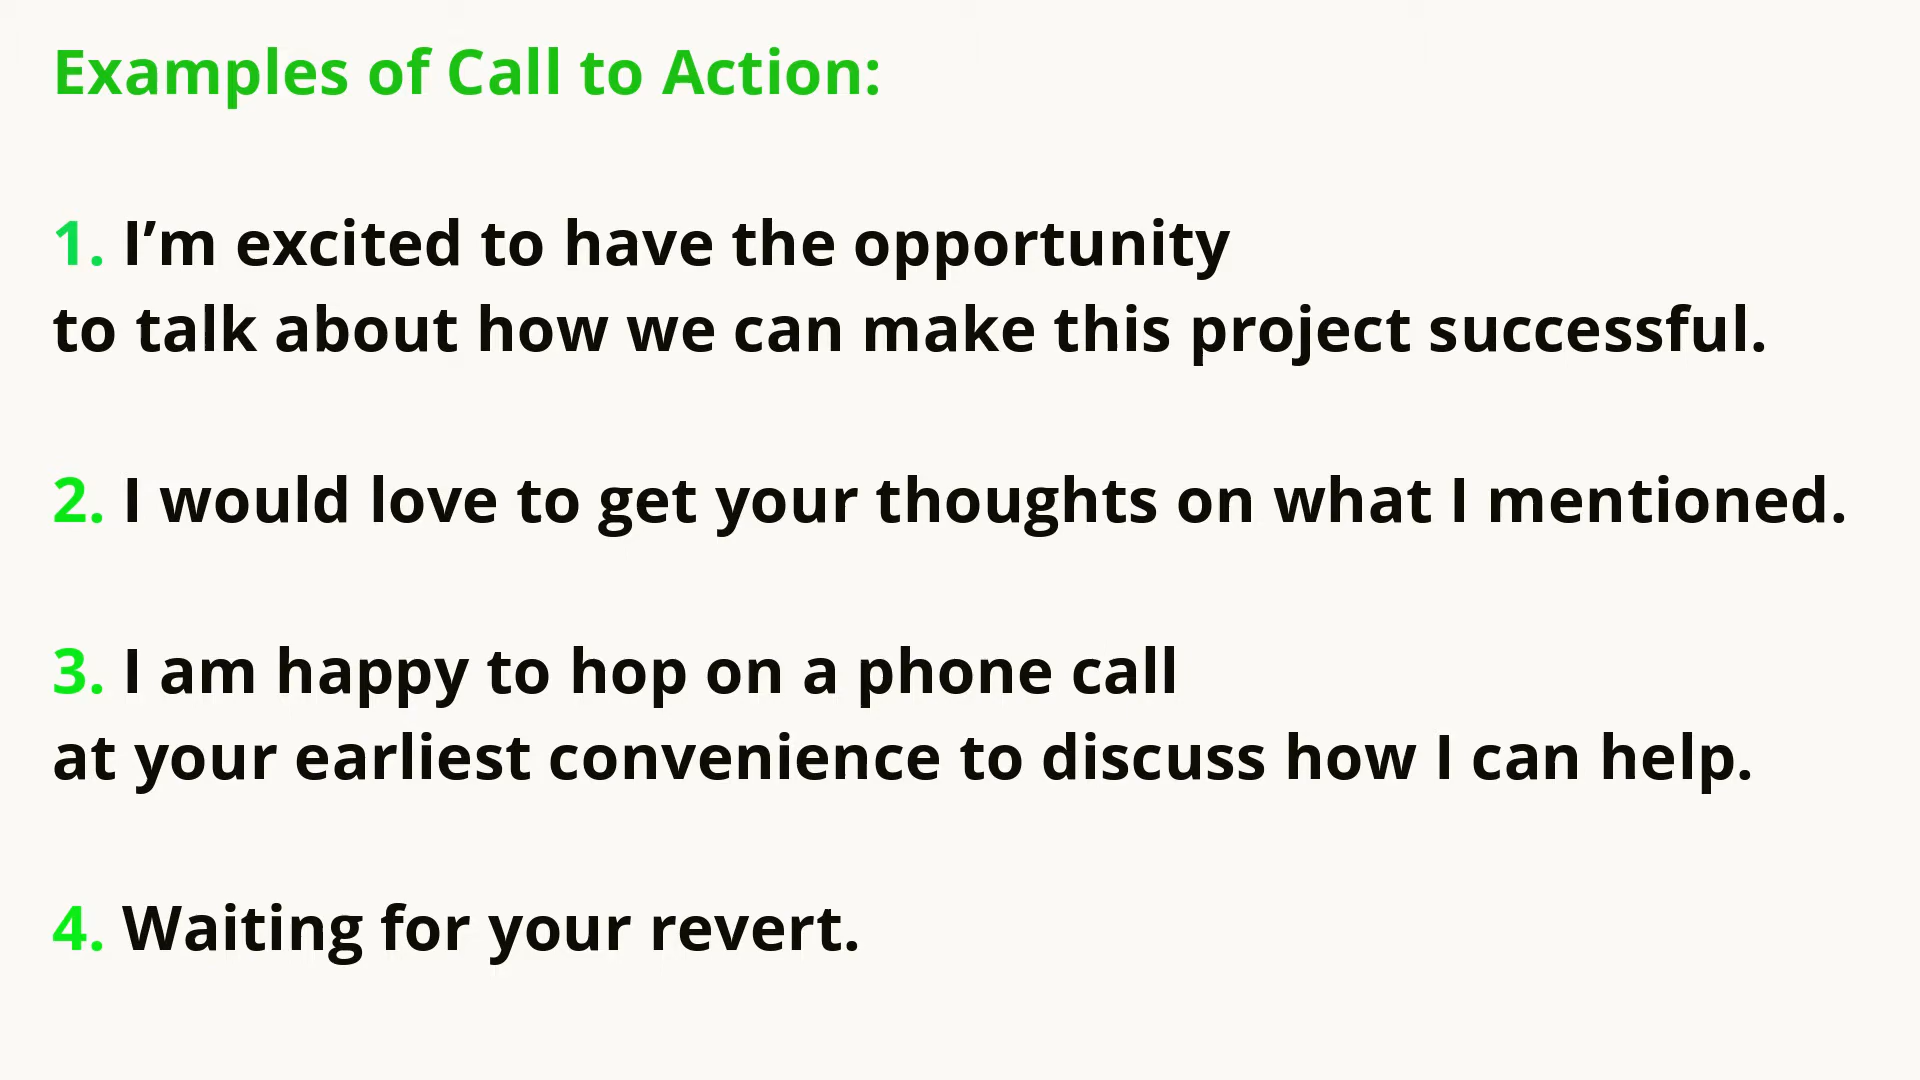 Examples of Call to Action:
1. I’m excited to have the opportunity
to talk about how we can make this project successful.
2. I would love to get your thoughts on what I mentioned.
3. I am happy to hop on a phone call
at your earliest convenience to discuss how I can help.
4. Waiting for your revert.